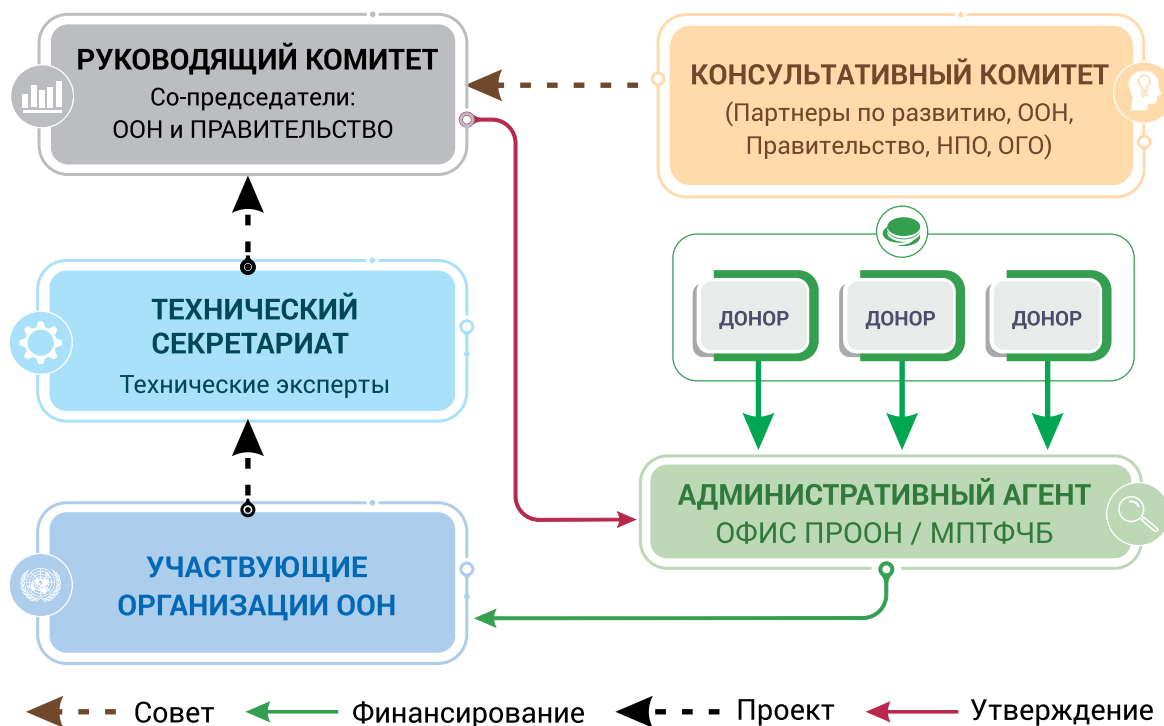 РУКОВОДЯЩИЙ КОМИТЕТ
Со-председатели:
ООН и ПРАВИТЕЛЬСТВО
КОНСУЛЬТАТИВНЫЙ КОМИТЕТ
(Партнеры по развитию, ООН,
Правительство, НПО, ОГО)
ТЕХНИЧЕСКИЙ
СЕКРЕТАРИАТ
Технические эксперты
ДОНОР
ДОНОР
ДОНОР
АДМИНИСТРАТИВНЫЙ АГЕНТ
ОФИС ПРООН / МПТФЧБ
УЧАСТВУЮЩИЕ
ОРГАНИЗАЦИИ ООН
Совет
Финансирование
Проект
Утверждение